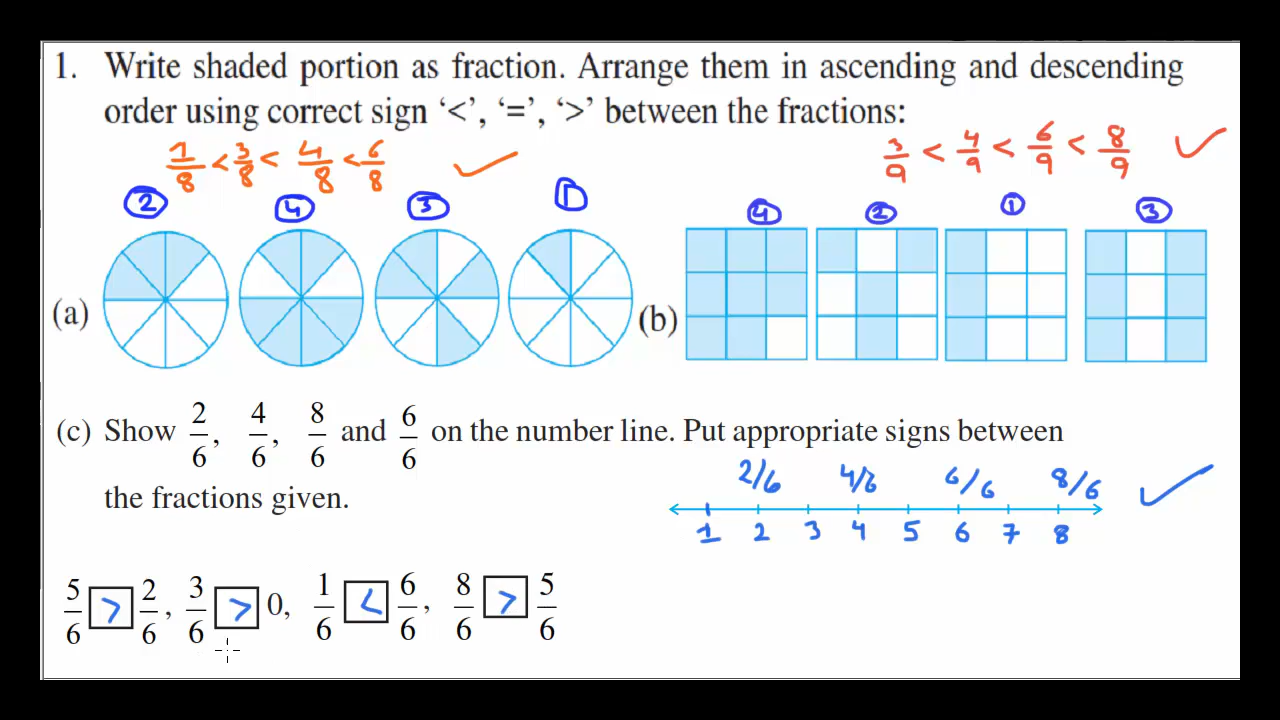 1. Write shaded portion as fraction. Arrange them in ascending and descending
order using correct sign ‘<’, ‘=’, ‘>’ between the fractions:
1/8 < 3/8 < 4/8 < 6/8
3/9 < 4/9 < 6/9 < 8/9
2 4 3 1
4 2 1 3
(a)
(b)
(c) Show 2/6, 4/6, 8/6 and 6/6 on the number line. Put appropriate signs between
the fractions given.
2/6 4/6 6/6 8/6
1 2 3 4 5 6 7 8
5/6 > 2/6, 3/6 > 0, 1/6 < 6/6, 8/6 > 5/6